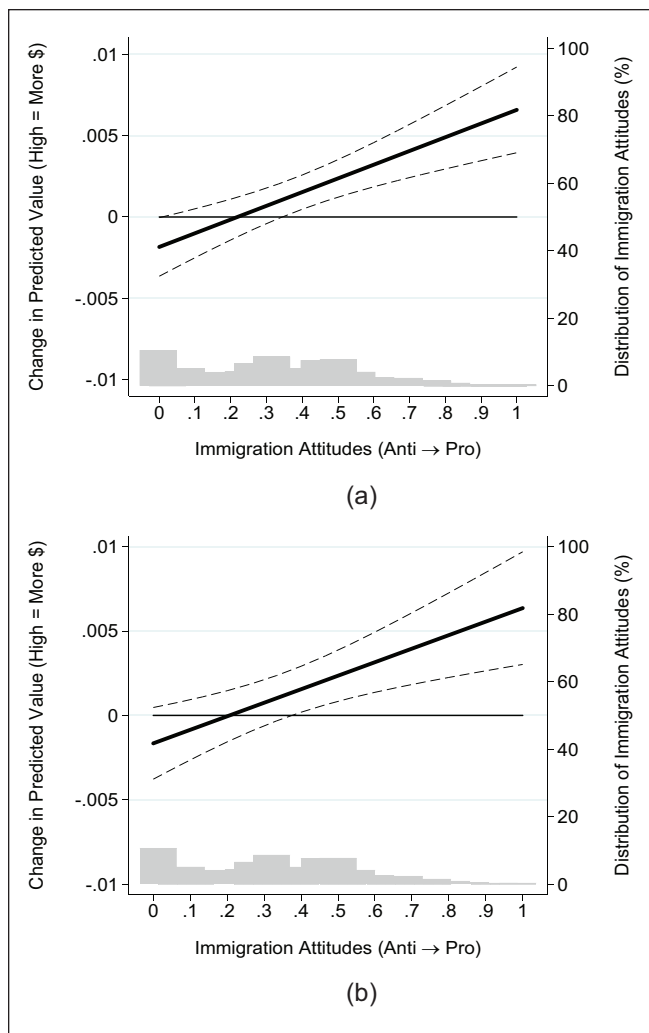 Change in Predicted Value (High = More $)
.01
.005
0
-.005
-.01
100
80
60
40
20
0
Distribution of Immigration Attitudes (%)
0 .1 .2 .3 .4 .5 .6 .7 .8 .9 1
Immigration Attitudes (Anti → Pro)
(a)
Change in Predicted Value (High = More $)
.01
.005
0
-.005
-.01
100
80
60
40
20
0
Distribution of Immigration Attitudes (%)
0 .1 .2 .3 .4 .5 .6 .7 .8 .9 1
Immigration Attitudes (Anti → Pro)
(b)